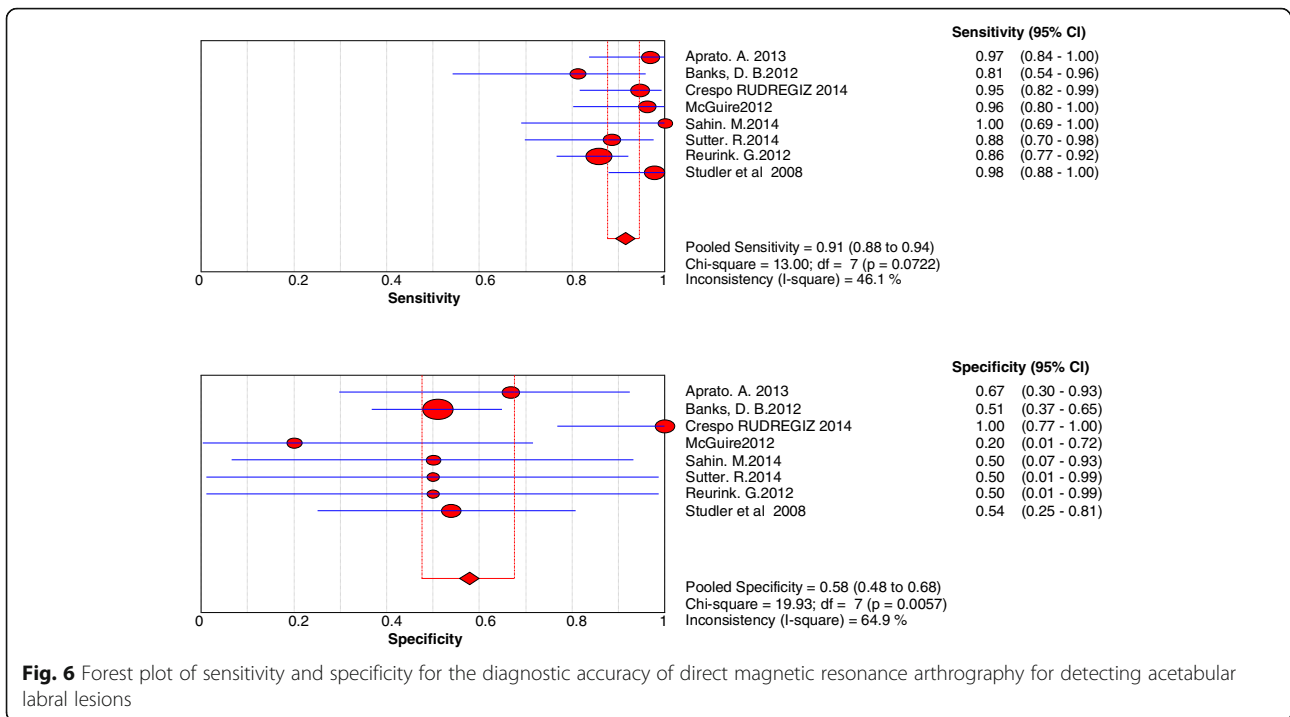 Sensitivity (95% CI)
Aprato. A. 2013 0.97 (0.84 - 1.00)
Banks, D. B.2012 0.81 (0.54 - 0.96)
Crespo RUDREGIZ 2014 0.95 (0.82 - 0.99)
McGuire2012 0.96 (0.80 - 1.00)
Sahin. M.2014 1.00 (0.69 - 1.00)
Sutter. R.2014 0.88 (0.70 - 0.98)
Reurink. G.2012 0.86 (0.77 - 0.92)
Studler et al 2008 0.98 (0.88 - 1.00)
Pooled Sensitivity = 0.91 (0.88 to 0.94)
Chi-square = 13.00; df = 7 (p = 0.0722)
Inconsistency (I-square) = 46.1 %
0 0.2 0.4 0.6 0.8 1
Sensitivity
Specificity (95% CI)
Aprato. A. 2013 0.67 (0.30 - 0.93)
Banks, D. B.2012 0.51 (0.37 - 0.65)
Crespo RUDREGIZ 2014 1.00 (0.77 - 1.00)
McGuire2012 0.20 (0.01 - 0.72)
Sahin. M.2014 0.50 (0.07 - 0.93)
Sutter. R.2014 0.50 (0.01 - 0.99)
Reurink. G.2012 0.50 (0.01 - 0.99)
Studler et al 2008 0.54 (0.25 - 0.81)
Pooled Specificity = 0.58 (0.48 to 0.68)
Chi-square = 19.93; df = 7 (p = 0.0057)
Inconsistency (I-square) = 64.9 %
0 0.2 0.4 0.6 0.8 1
Specificity
Fig. 6 Forest plot of sensitivity and specificity for the diagnostic accuracy of direct magnetic resonance arthrography for detecting acetabular
labral lesions